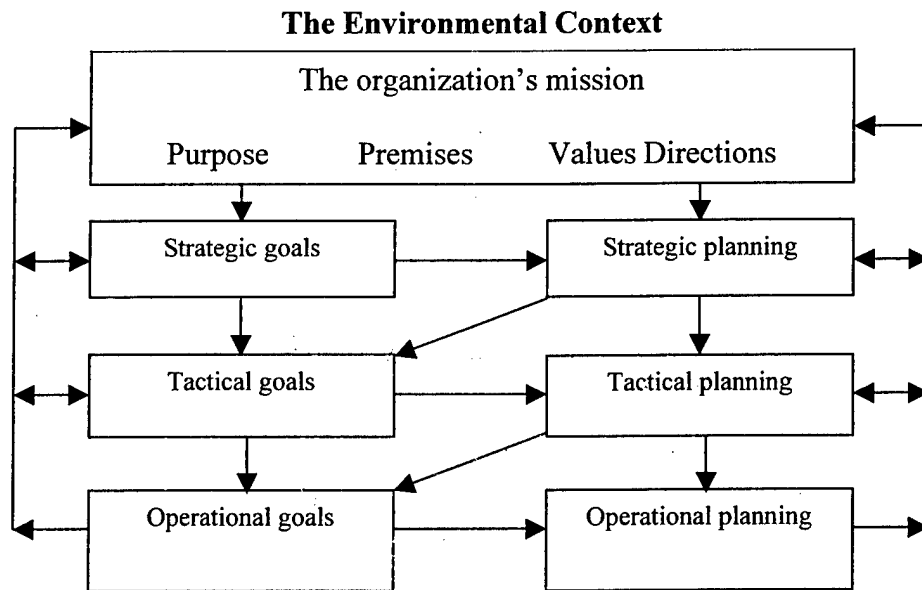 The Environmental Context
The organization's mission
Purpose Premises Values Directions
Strategic goals Strategic planning
Tactical goals Tactical planning
Operational goals Operational planning